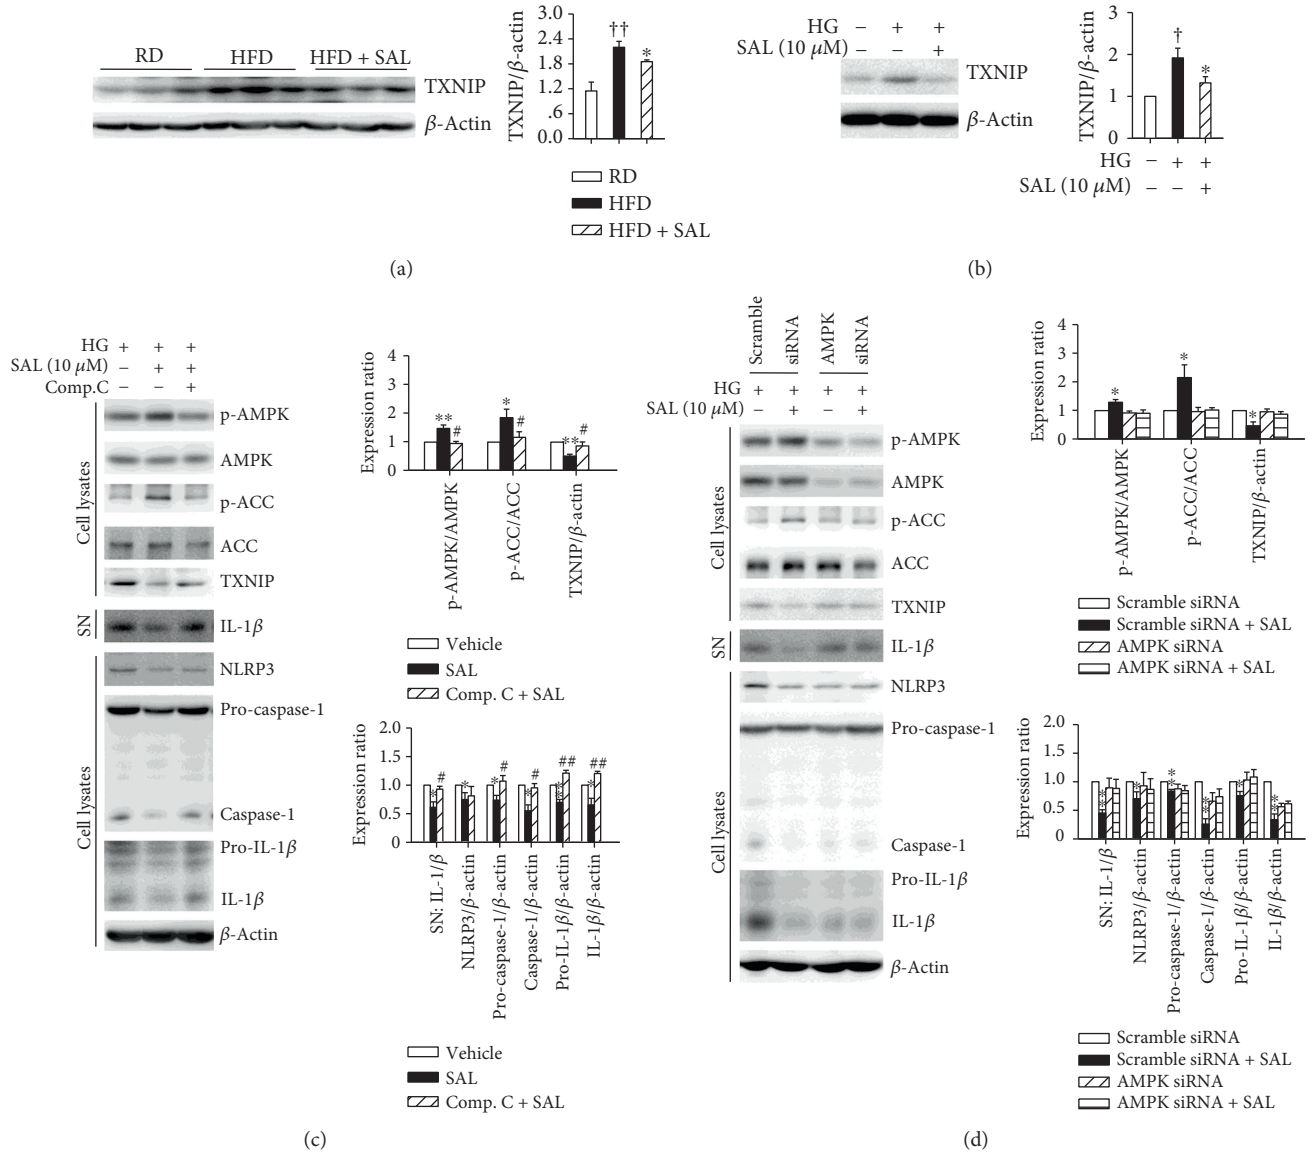 RD HFD HFD + SAL
TXNIP
β-Actin
TXNIP/β-actin
3.0
2.4
1.8
1.2
.6
0.0
†† *
RD
HFD
HFD + SAL
(a)
HG − + +
SAL (10 μM) − − +
TXNIP
β-Actin
TXNIP/β-actin
3
2
1
0
† *
HG − + +
SAL (10 μM) − − +
(b)
HG + + +
SAL (10 μM) − + +
Comp.C − − +
Cell lysates
p-AMPK
AMPK
p-ACC
ACC
TXNIP
SN
IL-1β
Cell lysates
NLRP3
Pro-caspase-1
Caspase-1
Pro-IL-1β
IL-1β
β-Actin
Expression ratio
4
2
1
0
** # * # ** #
p-AMPK/AMPK
p-ACC/ACC
TXNIP/β-actin
Vehicle
SAL
Comp. C + SAL
Expression ratio
2.0
1.5
1.0
0.5
0
* # * * # * # ** ## * ##
SN: IL-1/β
NLRP3/β-actin
Pro-caspase-1/β-actin
Caspase-1/β-actin
Pro-IL-1β/β-actin
IL-1β/β-actin
Vehicle
SAL
Comp. C + SAL
(c)
Scramble
siRNA
AMPK
siRNA
HG + + + +
SAL (10 μM) − + − +
Cell lysates
p-AMPK
AMPK
p-ACC
ACC
TXNIP
SN
IL-1β
Cell lysates
NLRP3
Pro-caspase-1
Caspase-1
Pro-IL-1β
IL-1β
β-Actin
Expression ratio
4
2
1
0
* * *
p-AMPK/AMPK
p-ACC/ACC
TXNIP/β-actin
Scramble siRNA
Scramble siRNA + SAL
AMPK siRNA
AMPK siRNA + SAL
Expression ratio
2.0
1.5
1.0
0.5
0
** * ** ** * **
SN: IL-1/β
NLRP3/β-actin
Pro-caspase-1/β-actin
Caspase-1/β-actin
Pro-IL-1β/β-actin
IL-1β/β-actin
Scramble siRNA
Scramble siRNA + SAL
AMPK siRNA
AMPK siRNA + SAL
(d)